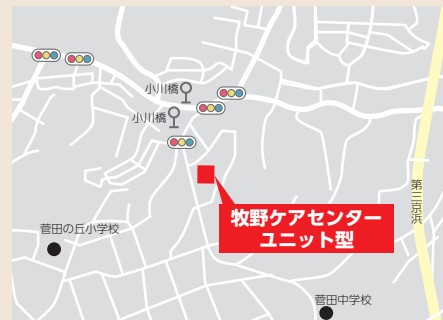 小川橋
小川橋
第三京浜
牧野ケアセンター
ユニット型
菅田の丘小学校
菅田中学校